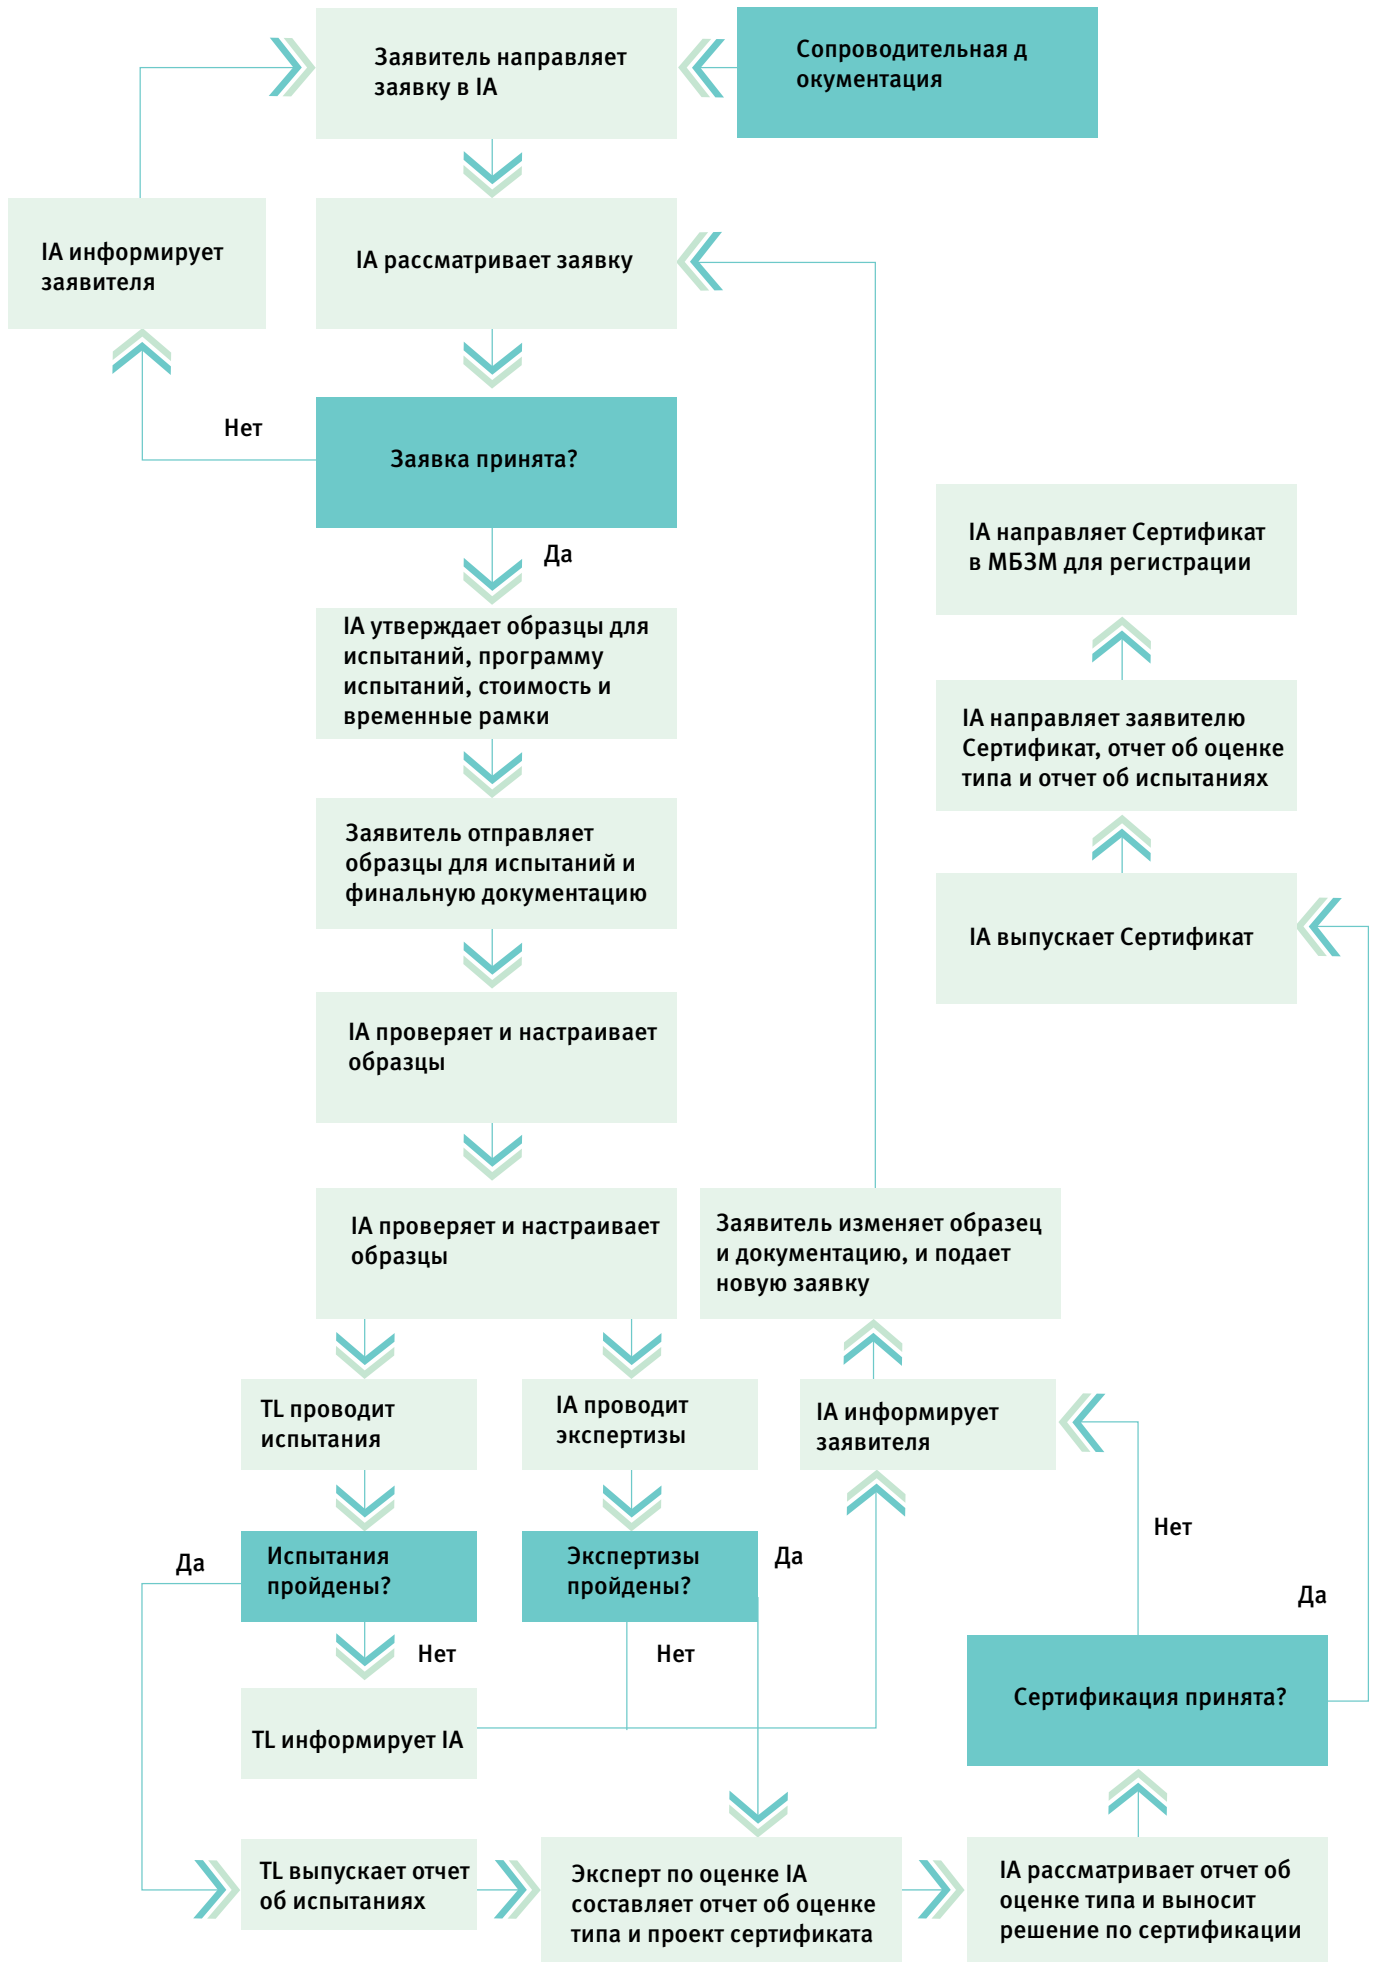 Заявитель направляет
заявку в IA
Сопроводительная д
окументация
IA информирует
заявителя
IA рассматривает заявку
Нет
Заявка принята?
Да
IA утверждает образцы для
испытаний, программу
испытаний, стоимость и
временные рамки
IA направляет Сертификат
в МБЗМ для регистрации
IA направляет заявителю
Сертификат, отчет об оценке
типа и отчет об испытаниях
Заявитель отправляет
образцы для испытаний и
финальную документацию
IA выпускает Сертификат
IA проверяет и настраивает
образцы
IA проверяет и настраивает
образцы
Заявитель изменяет образец
и документацию, и подает
новую заявку
TL проводит
испытания
IA проводит
экспертизы
IA информирует
заявителя
Да
Испытания
пройдены?
Экспертизы
пройдены?
Да
Нет
Да
Нет
Нет
TL информирует IA
Сертификация принята?
TL выпускает отчет
об испытаниях
Эксперт по оценке IA
составляет отчет об оценке
типа и проект сертификата
IA рассматривает отчет об
оценке типа и выносит
решение по сертификации